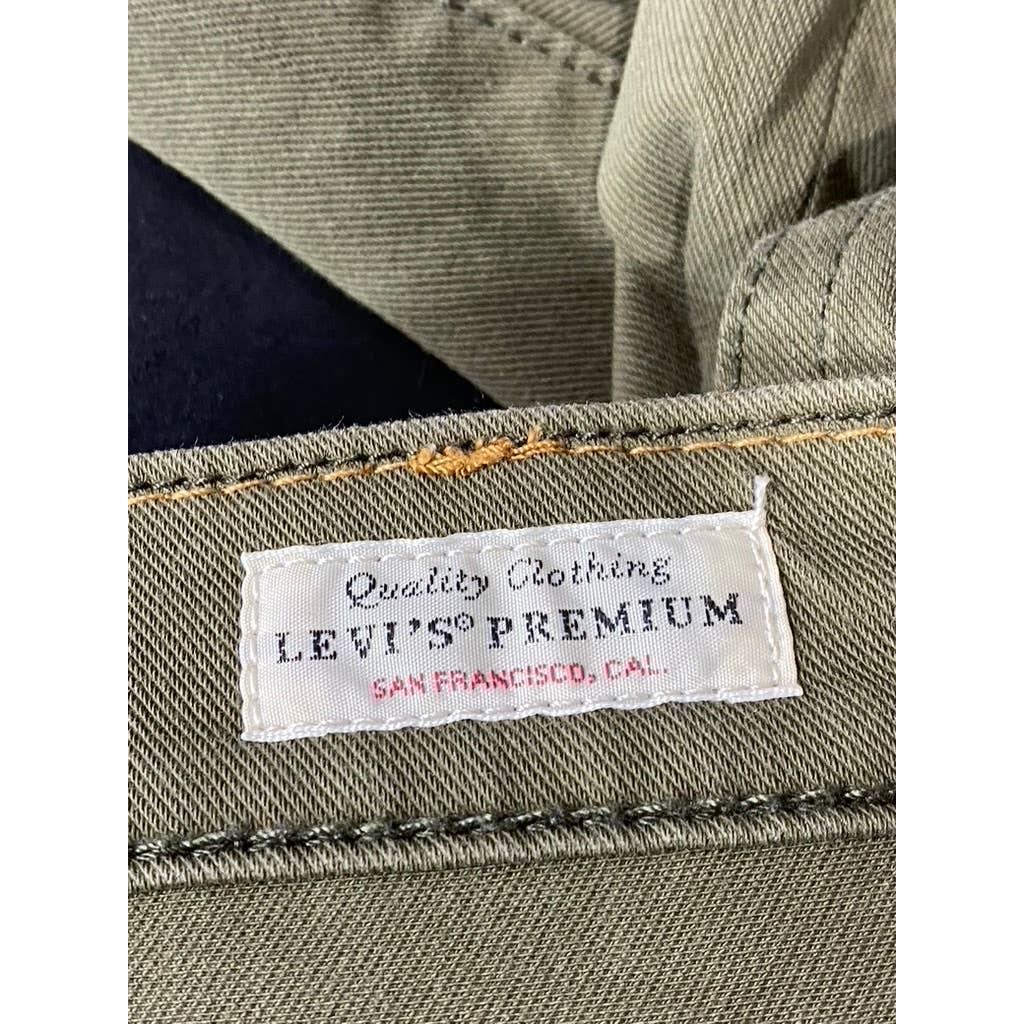 Quality Clothing
LEVI'S® PREMIUM
SAN FRANCISCO, CAL.